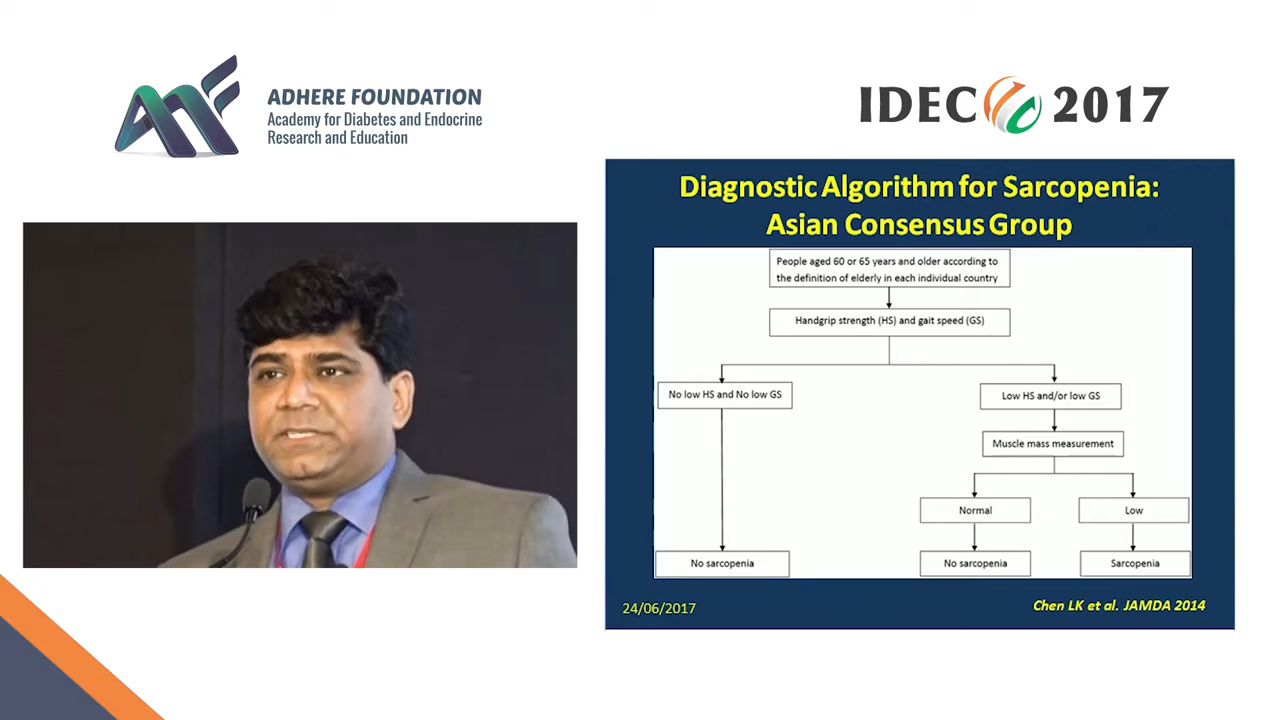 ADHERE FOUNDATION
Academy for Diabetes and Endocrine
Research and Education
IDEC 2017
Diagnostic Algorithm for Sarcopenia:
Asian Consensus Group
People aged 60 or 65 years and older according to
the definition of elderly in each individual country
Handgrip strength (HS) and gait speed (GS)
No low HS and No low GS
Low HS and/or low GS
Muscle mass measurement
Normal
Low
No sarcopenia
No sarcopenia
Sarcopenia
24/06/2017
Chen LK et al. JAMDA 2014